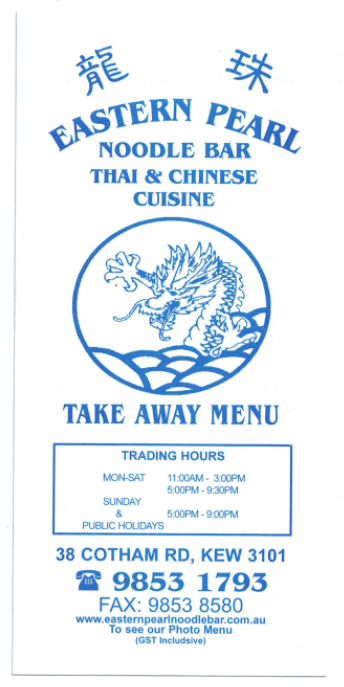 龍 珠
EASTERN PEARL
NOODLE BAR
THAI & CHINESE
CUISINE
TAKE AWAY MENU
TRADING HOURS
MON-SAT 11:00AM - 3:00PM
5:00PM - 9:30PM
SUNDAY
& 5:00PM - 9:00PM
PUBLIC HOLIDAYS
38 COTHAM RD, KEW 3101
☎ 9853 1793
FAX: 9853 8580
www.easternpearlnoodlebar.com.au
To see our Photo Menu
(GST Includsive)